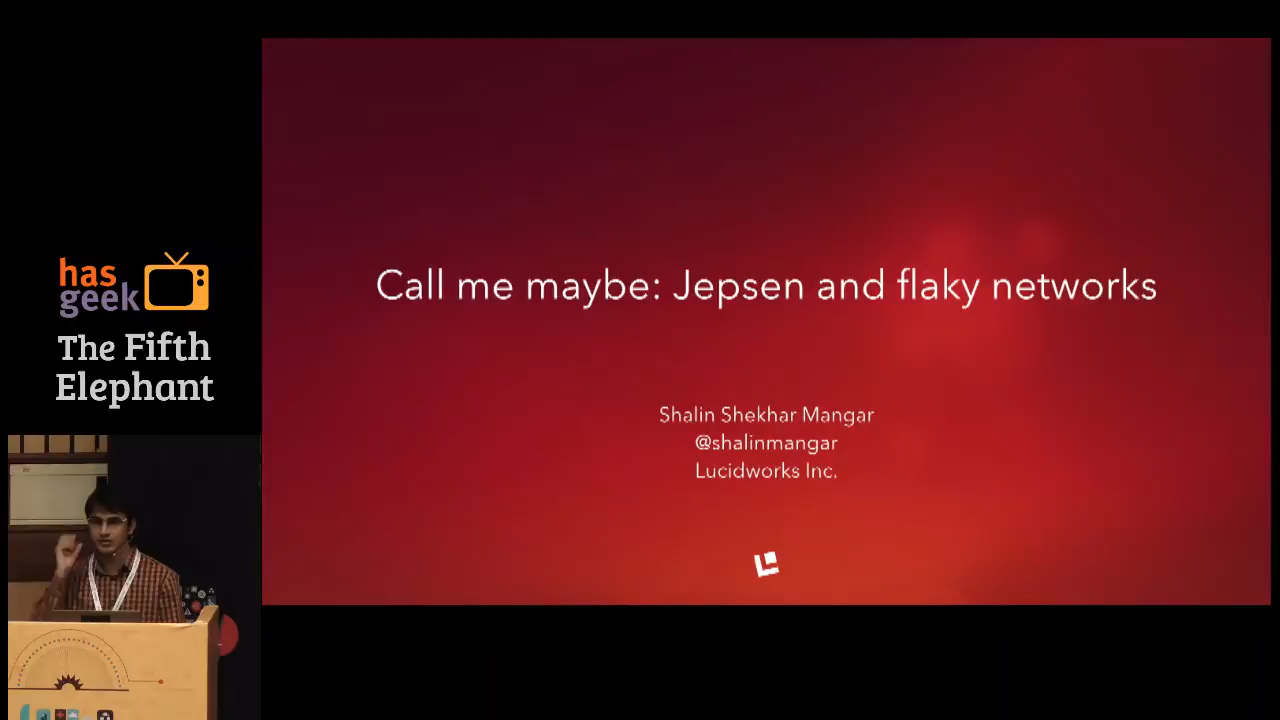 has
geek
The Fifth
Elephant
Call me maybe: Jepsen and flaky networks
Shalin Shekhar Mangar
@shalinmangar
Lucidworks Inc.